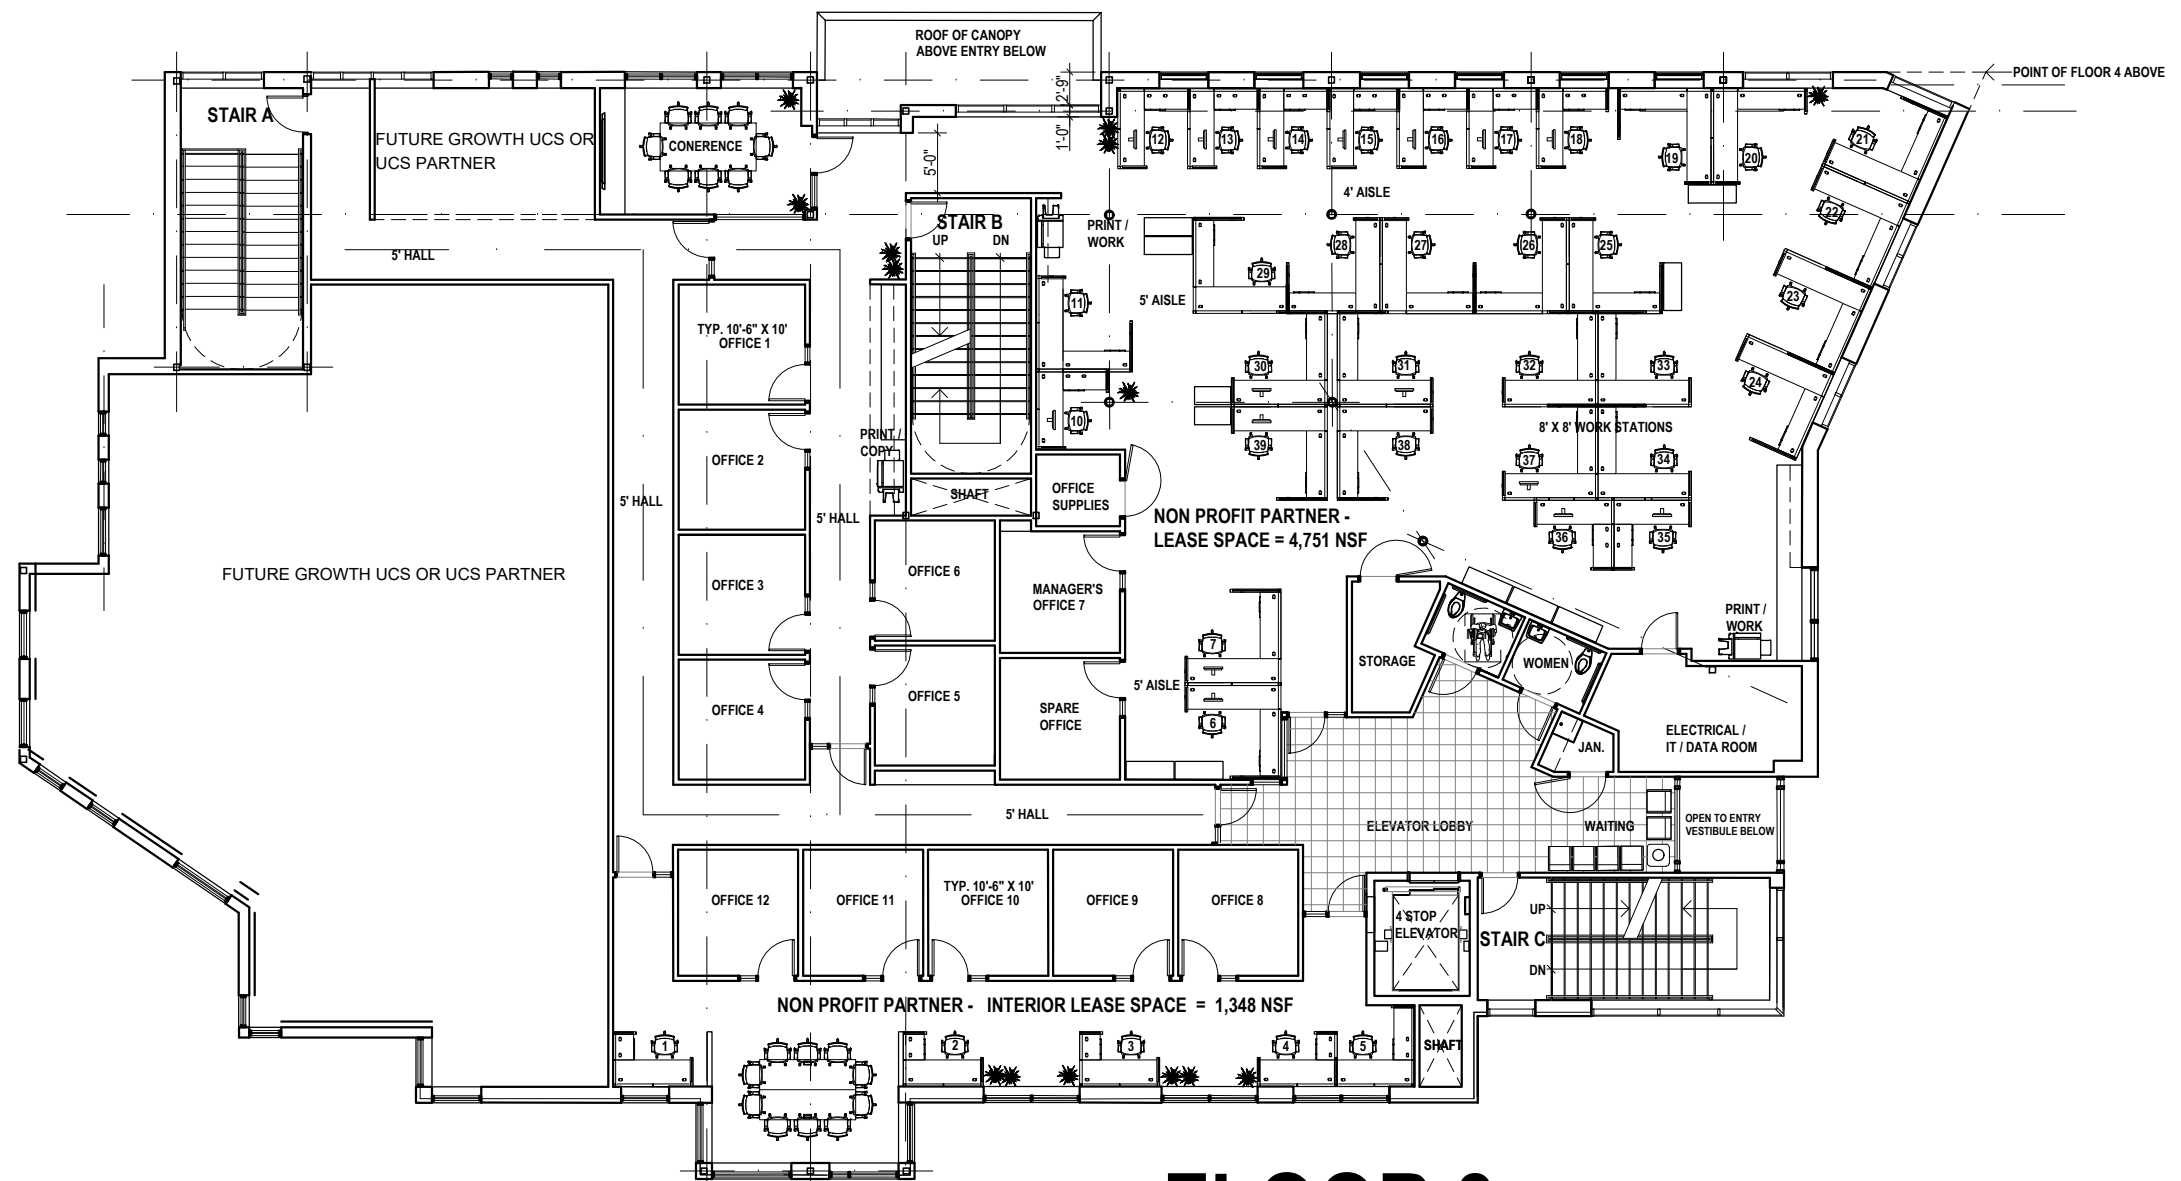 ROOF OF CANOPY
ABOVE ENTRY BELOW
POINT OF FLOOR 4 ABOVE
2'-9"
1'-0"
5'-0"
STAIR A
FUTURE GROWTH UCS OR
UCS PARTNER
CONERENCE
12
13
14
15
16
17
18
19
20
21
22
23
24
4' AISLE
5' HALL
STAIR B
UP
DN
PRINT /
WORK
28
27
26
25
29
11
5' AISLE
TYP. 10'-6" X 10'
OFFICE 1
30
31
32
33
10
8' X 8' WORK STATIONS
PRINT /
COPY
39
38
37
34
OFFICE 2
5' HALL
5' HALL
SHAFT
OFFICE
SUPPLIES
NON PROFIT PARTNER -
LEASE SPACE = 4,751 NSF
36
35
FUTURE GROWTH UCS OR UCS PARTNER
OFFICE 3
OFFICE 6
MANAGER'S
OFFICE 7
PRINT /
WORK
7
STORAGE
WOMEN
5' AISLE
6
OFFICE 4
OFFICE 5
SPARE
OFFICE
ELECTRICAL /
IT / DATA ROOM
JAN.
5' HALL
ELEVATOR LOBBY
WAITING
OPEN TO ENTRY
VESTIBULE BELOW
OFFICE 12
OFFICE 11
TYP. 10'-6" X 10'
OFFICE 10
OFFICE 9
OFFICE 8
4 STOP
ELEVATOR
STAIR C
UP
DN
NON PROFIT PARTNER - INTERIOR LEASE SPACE = 1,348 NSF
1
2
3
4
5
SHAFT